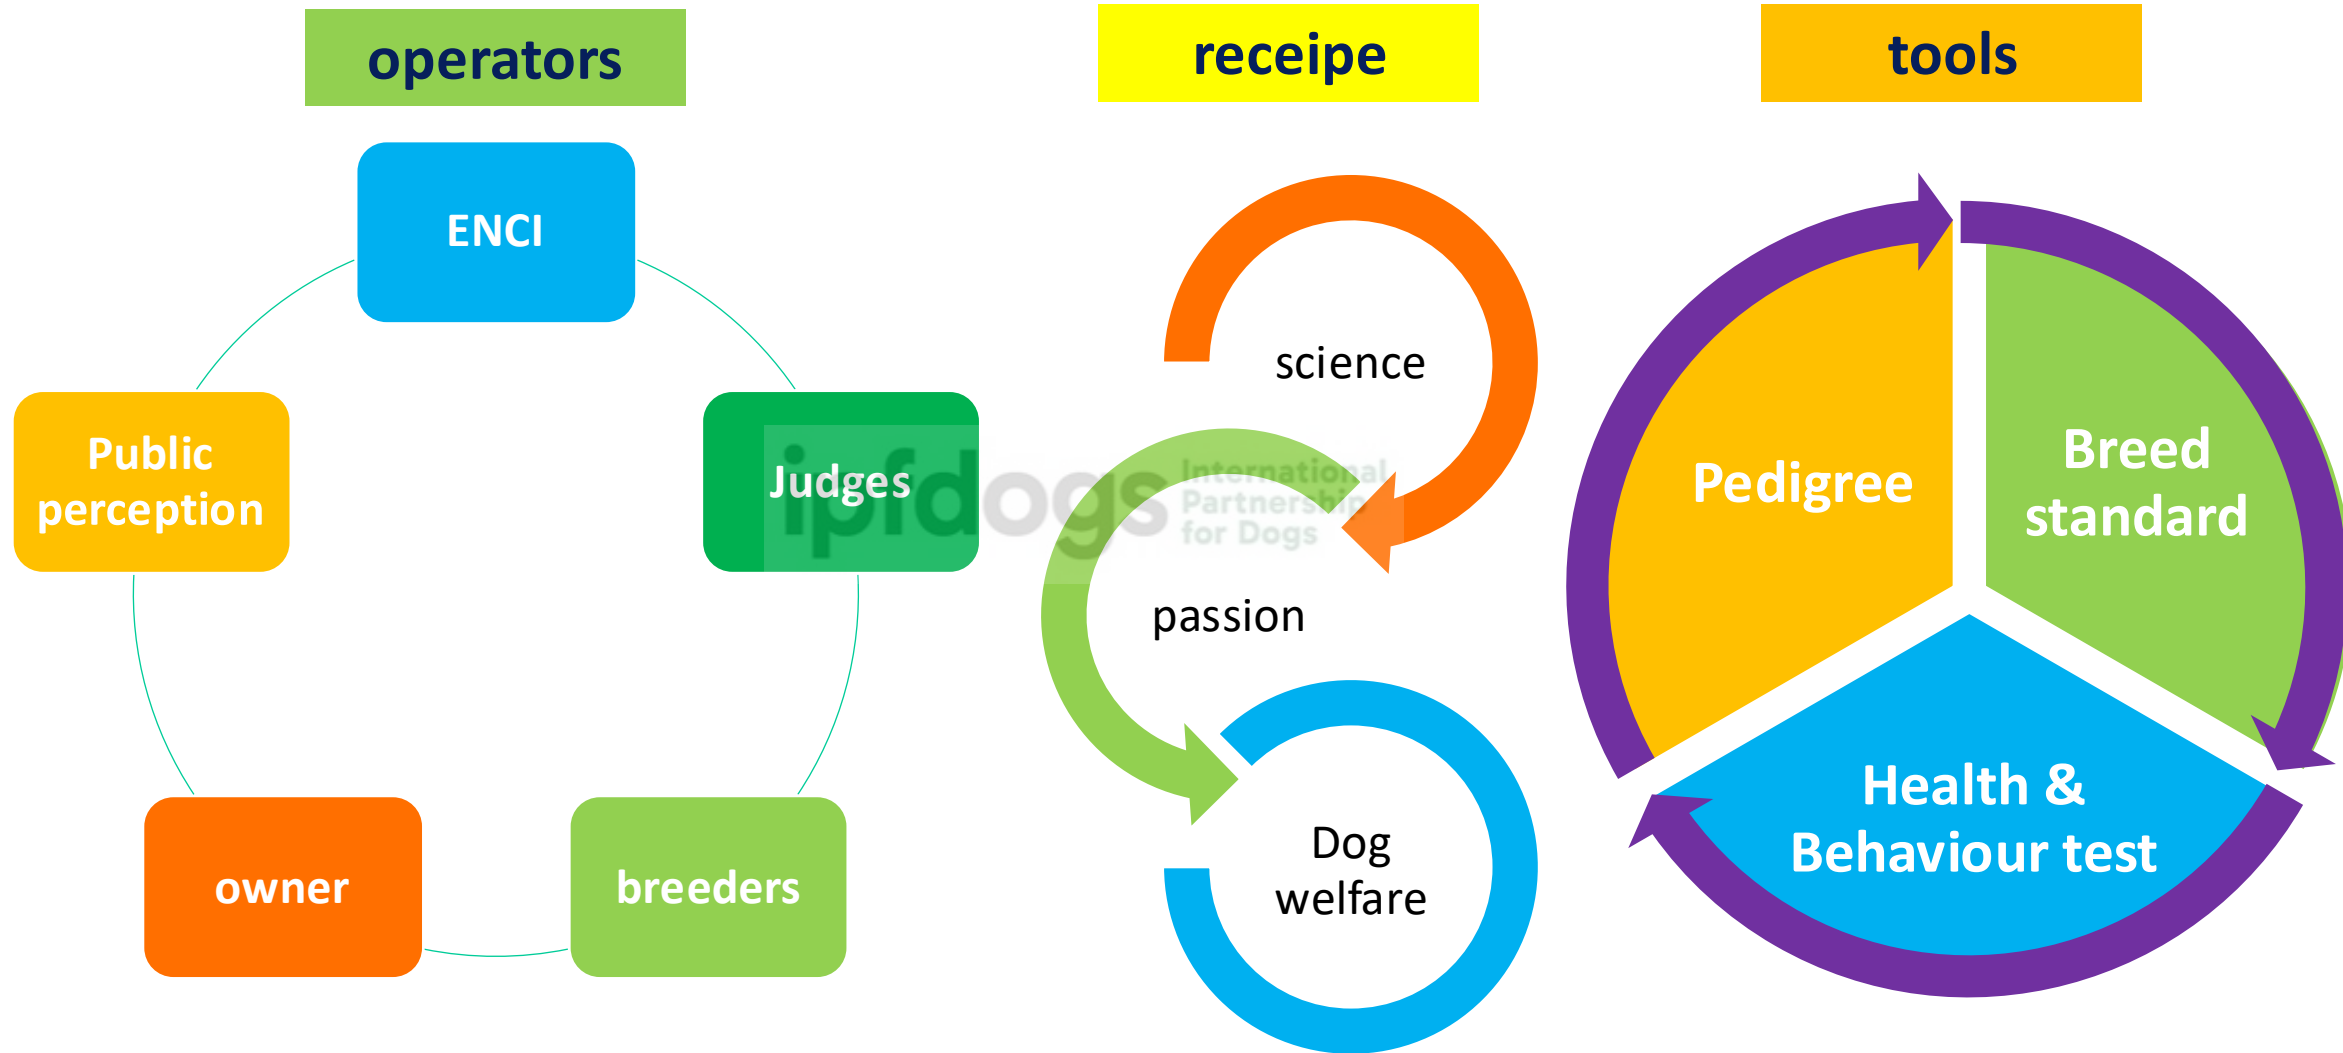 operators
receipe
tools
ENCI
Public
perception
Judges
owner
breeders
science
passion
Dog
welfare
Pedigree
Breed
standard
Health &
Behaviour test
ipfdogs
International
Partnership
for Dogs